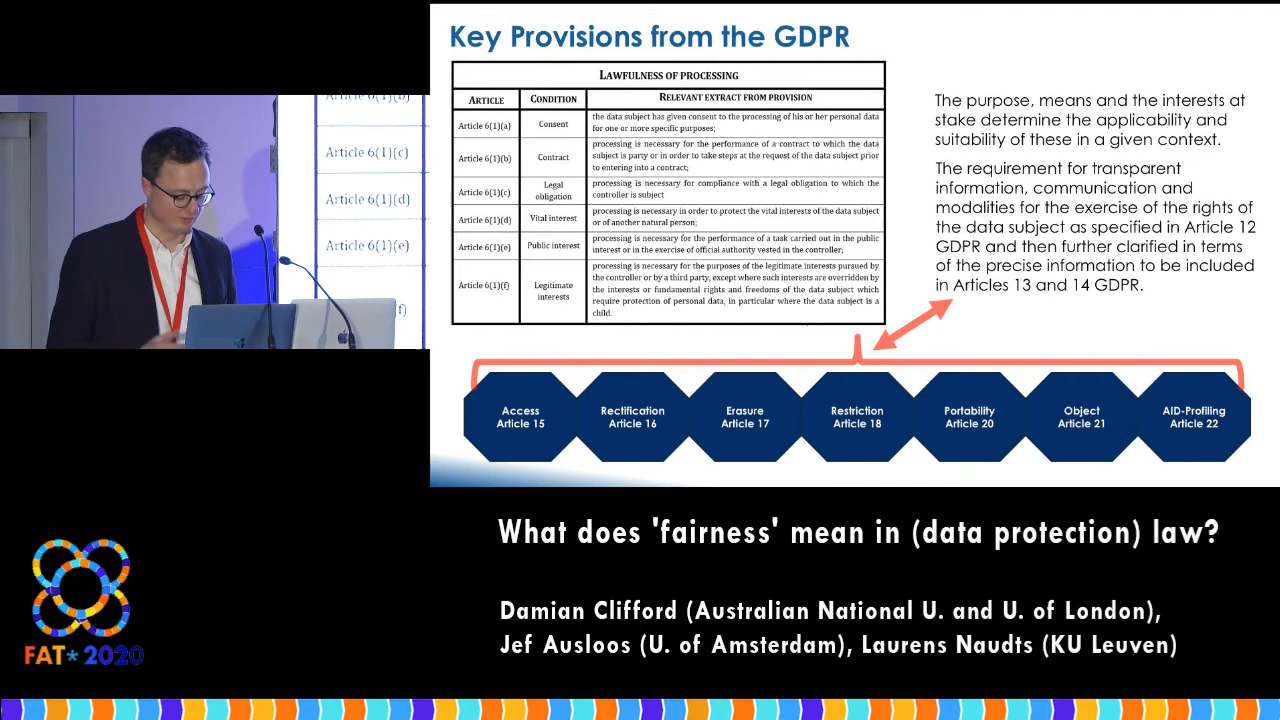 Key Provisions from the GDPR
LAWFULNESS OF PROCESSING
ARTICLE CONDITION RELEVANT EXTRACT FROM PROVISION
Article 6(1)(a) Consent the data subject has given consent to the processing of his or her personal data
for one or more specific purposes;
Article 6(1)(b) Contract processing is necessary for the performance of a contract to which the data
subject is party or in order to take steps at the request of the data subject prior
to entering into a contract;
Article 6(1)(c) Legal
obligation
processing is necessary for compliance with a legal obligation to which the
controller is subject
Article 6(1)(d) Vital interest processing is necessary in order to protect the vital interests of the data subject
or of another natural person;
Article 6(1)(e) Public interest processing is necessary for the performance of a task carried out in the public
interest or in the exercise of official authority vested in the controller;
Article 6(1)(f) Legitimate
interests
processing is necessary for the purposes of the legitimate interests pursued by
the controller or by a third party, except where such interests are overridden by
the interests or fundamental rights and freedoms of the data subject which
require protection of personal data, in particular where the data subject is a
child.
The purpose, means and the interests at
stake determine the applicability and
suitability of these in a given context.
The requirement for transparent
information, communication and
modalities for the exercise of the rights of
the data subject as specified in Article 12
GDPR and then further clarified in terms
of the precise information to be included
in Articles 13 and 14 GDPR.
Access
Article 15
Rectification
Article 16
Erasure
Article 17
Restriction
Article 18
Portability
Article 20
Object
Article 21
AID-Profiling
Article 22
Article 6(1)(b)
Article 6(1)(c)
Article 6(1)(d)
Article 6(1)(e)
f)
What does 'fairness' mean in (data protection) law?
Damian Clifford (Australian National U. and U. of London),
Jef Ausloos (U. of Amsterdam), Laurens Naudts (KU Leuven)
FAT* 2020